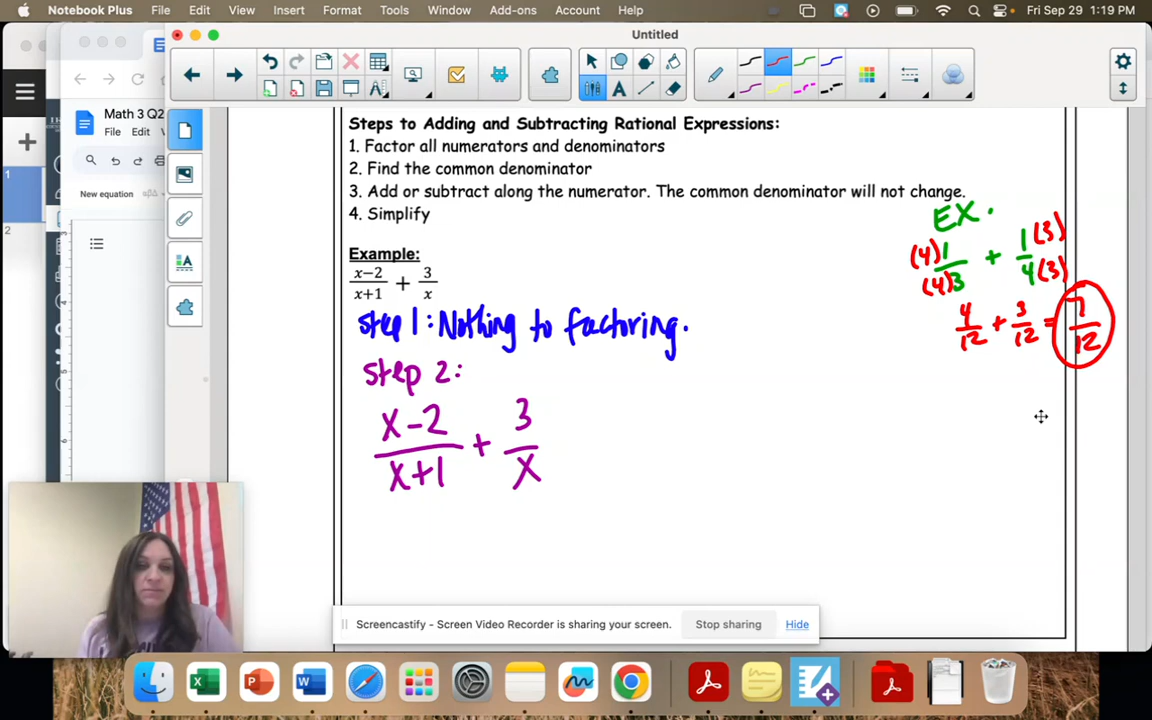 Notebook Plus File Edit View Insert Format Tools Window Add-ons Account Help Fri Sep 29 1:19 PM
Untitled
Math 3 Q2
File Edit
New equation
1
2
Steps to Adding and Subtracting Rational Expressions:
1. Factor all numerators and denominators
2. Find the common denominator
3. Add or subtract along the numerator. The common denominator will not change.
4. Simplify
EX.
(4)1/(4)3 + 1(3)/4(3)
4/12 + 3/12 = 7/12
Example:
x−2/x+1 + 3/x
step 1: Nothing to factoring.
step 2:
x-2/x+1 + 3/x
Screencastify - Screen Video Recorder is sharing your screen. Stop sharing Hide